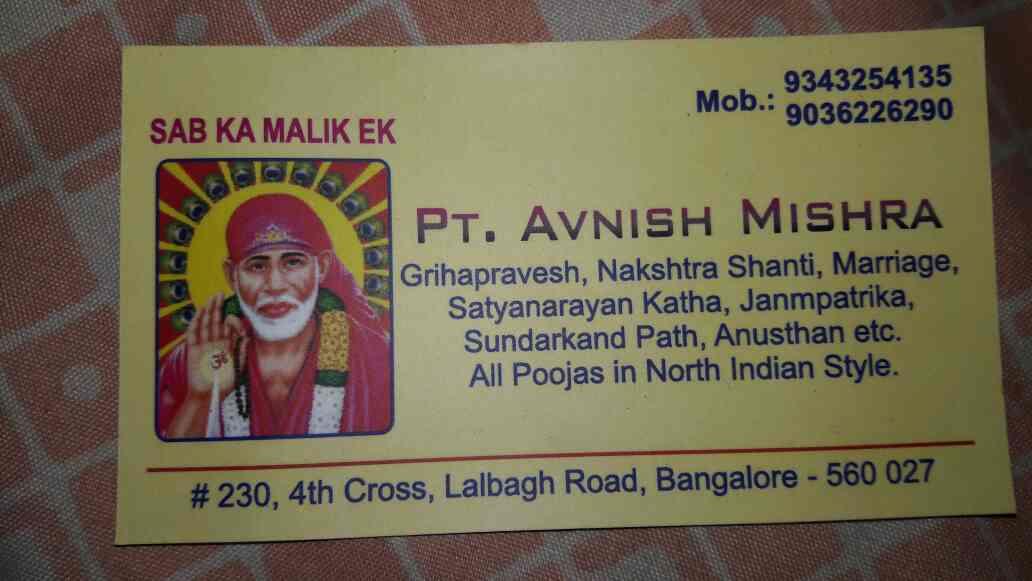 Mob.: 9343254135
9036226290
SAB KA MALIK EK
PT. AVNISH MISHRA
Grihapravesh, Nakshtra Shanti, Marriage,
Satyanarayan Katha, Janmpatrika,
Sundarkand Path, Anusthan etc.
All Poojas in North Indian Style.
ॐ
# 230, 4th Cross, Lalbagh Road, Bangalore - 560 027